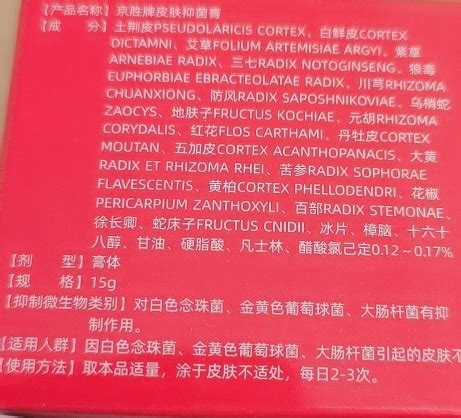 【产品名称】京胜牌皮肤抑菌膏
【成 分】土荆皮PSEUDOLARICIS CORTEX、白鲜皮CORTEX
DICTAMNI、艾草FOLIUM ARTEMISIAE ARGYI、紫草
ARNEBIAE RADIX、三七RADIX NOTOGINSENG、狼毒
EUPHORBIAE EBRACTEOLATAE RADIX、川芎RHIZOMA
CHUANXIONG、防风RADIX SAPOSHNIKOVIAE、乌梢蛇
ZAOCYS、地肤子FRUCTUS KOCHIAE、元胡RHIZOMA
CORYDALIS、红花FLOS CARTHAMI、丹牡皮CORTEX
MOUTAN、五加皮CORTEX ACANTHOPANACIS、大黄
RADIX ET RHIZOMA RHEI、苦参RADIX SOPHORAE
FLAVESCENTIS、黄柏CORTEX PHELLODENDRI、花椒
PERICARPIUM ZANTHOXYLI、百部RADIX STEMONAE、
徐长卿、蛇床子FRUCTUS CNIDII、冰片、樟脑、十六十
八醇、甘油、硬脂酸、凡士林、醋酸氯己定0.12～0.17%
【剂 型】膏体
【规 格】15g
【抑制微生物类别】对白色念珠菌、金黄色葡萄球菌、大肠杆菌有抑
制作用。
【适用人群】因白色念珠菌、金黄色葡萄球菌、大肠杆菌引起的皮肤不
【使用方法】取本品适量，涂于皮肤不适处，每日2-3次。